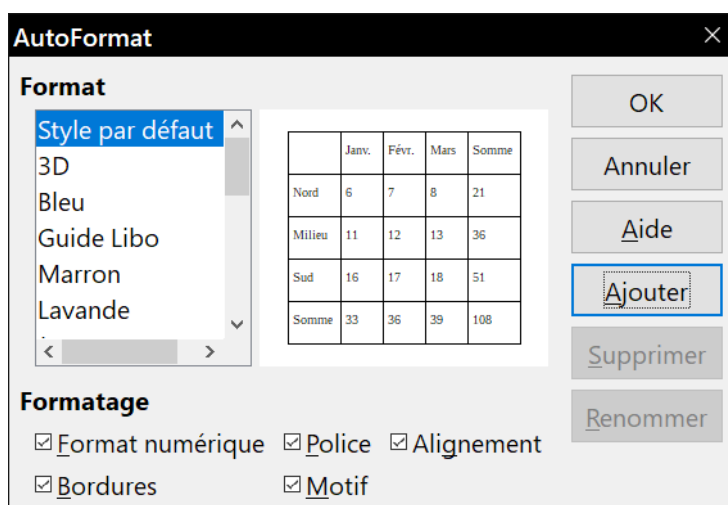 AutoFormat
Format
Style par défaut
3D
Bleu
Guide Libo
Marron
Lavande
Janv. Févr. Mars Somme
Nord 6 7 8 21
Milieu 11 12 13 36
Sud 16 17 18 51
Somme 33 36 39 108
OK
Annuler
Aide
Ajouter
Supprimer
Renommer
Formatage
Format numérique Police Alignement
Bordures Motif